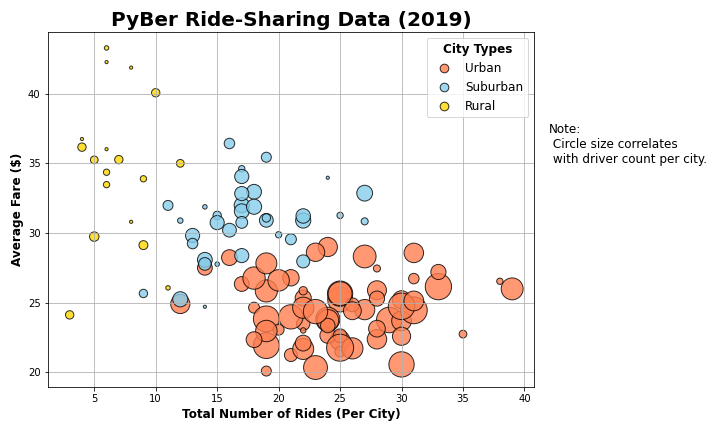 PyBer Ride-Sharing Data (2019)
City Types
Urban
Suburban
Rural
Note:
Circle size correlates
with driver count per city.
Average Fare ($)
40
35
30
25
20
5 10 15 20 25 30 35 40
Total Number of Rides (Per City)